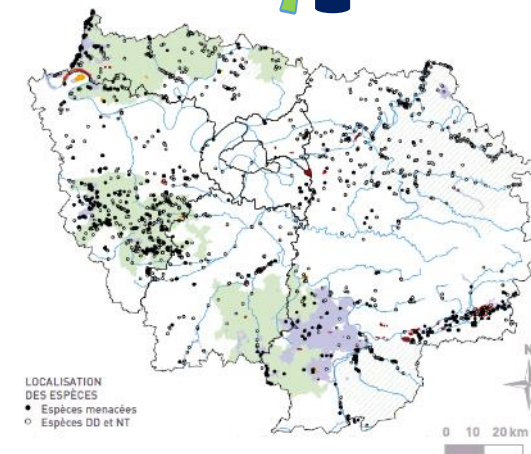 LOCALISATION
DES ESPÈCES
● Espèces menacées
○ Espèces DD et NT
N
0 10 20 km